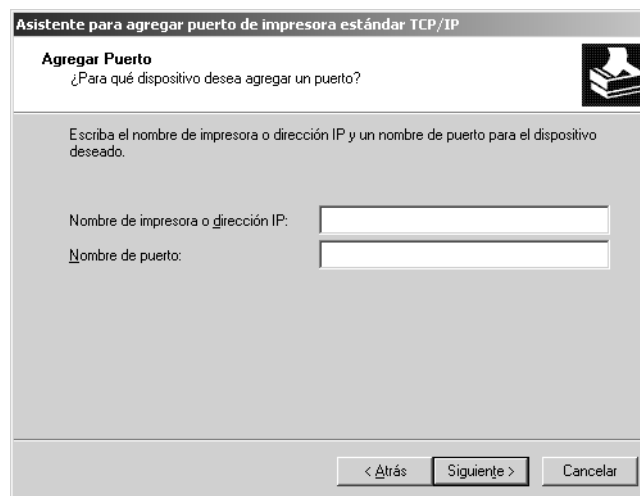 Asistente para agregar puerto de impresora estándar TCP/IP
Agregar Puerto
¿Para qué dispositivo desea agregar un puerto?
Escriba el nombre de impresora o dirección IP y un nombre de puerto para el dispositivo
deseado.
Nombre de impresora o dirección IP:
Nombre de puerto:
< Atrás
Siguiente >
Cancelar